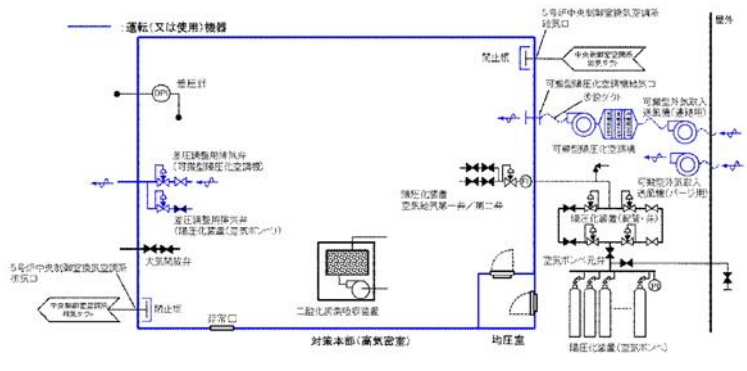 ：運転(又は使用)機器
5号炉中央制御室換気空調系
給気口
屋外
閉止板
中央制御室空調系
給気ダクト
差圧計
DPI
可搬型陽圧化空調機給気口
仮設ダクト
可搬型外気取入
送風機(連絡用)
可搬型陽圧化空調機
差圧調整用排気弁
(可搬型陽圧化空調機)
可搬型外気取入
送風機(パージ用)
陽圧化装置
空気給気第一弁／第二弁
FI
差圧調整用排気弁
(陽圧化装置(空気ボンベ))
陽圧化装置(配管・弁)
大気開放弁
空気ボンベ元弁
5号炉中央制御室換気空調系
排気口
PI
中央制御室空調系
排気ダクト
閉止板
二酸化炭素吸収装置
非常口
対策本部(高気密室)
均圧室
陽圧化装置(空気ボンベ)